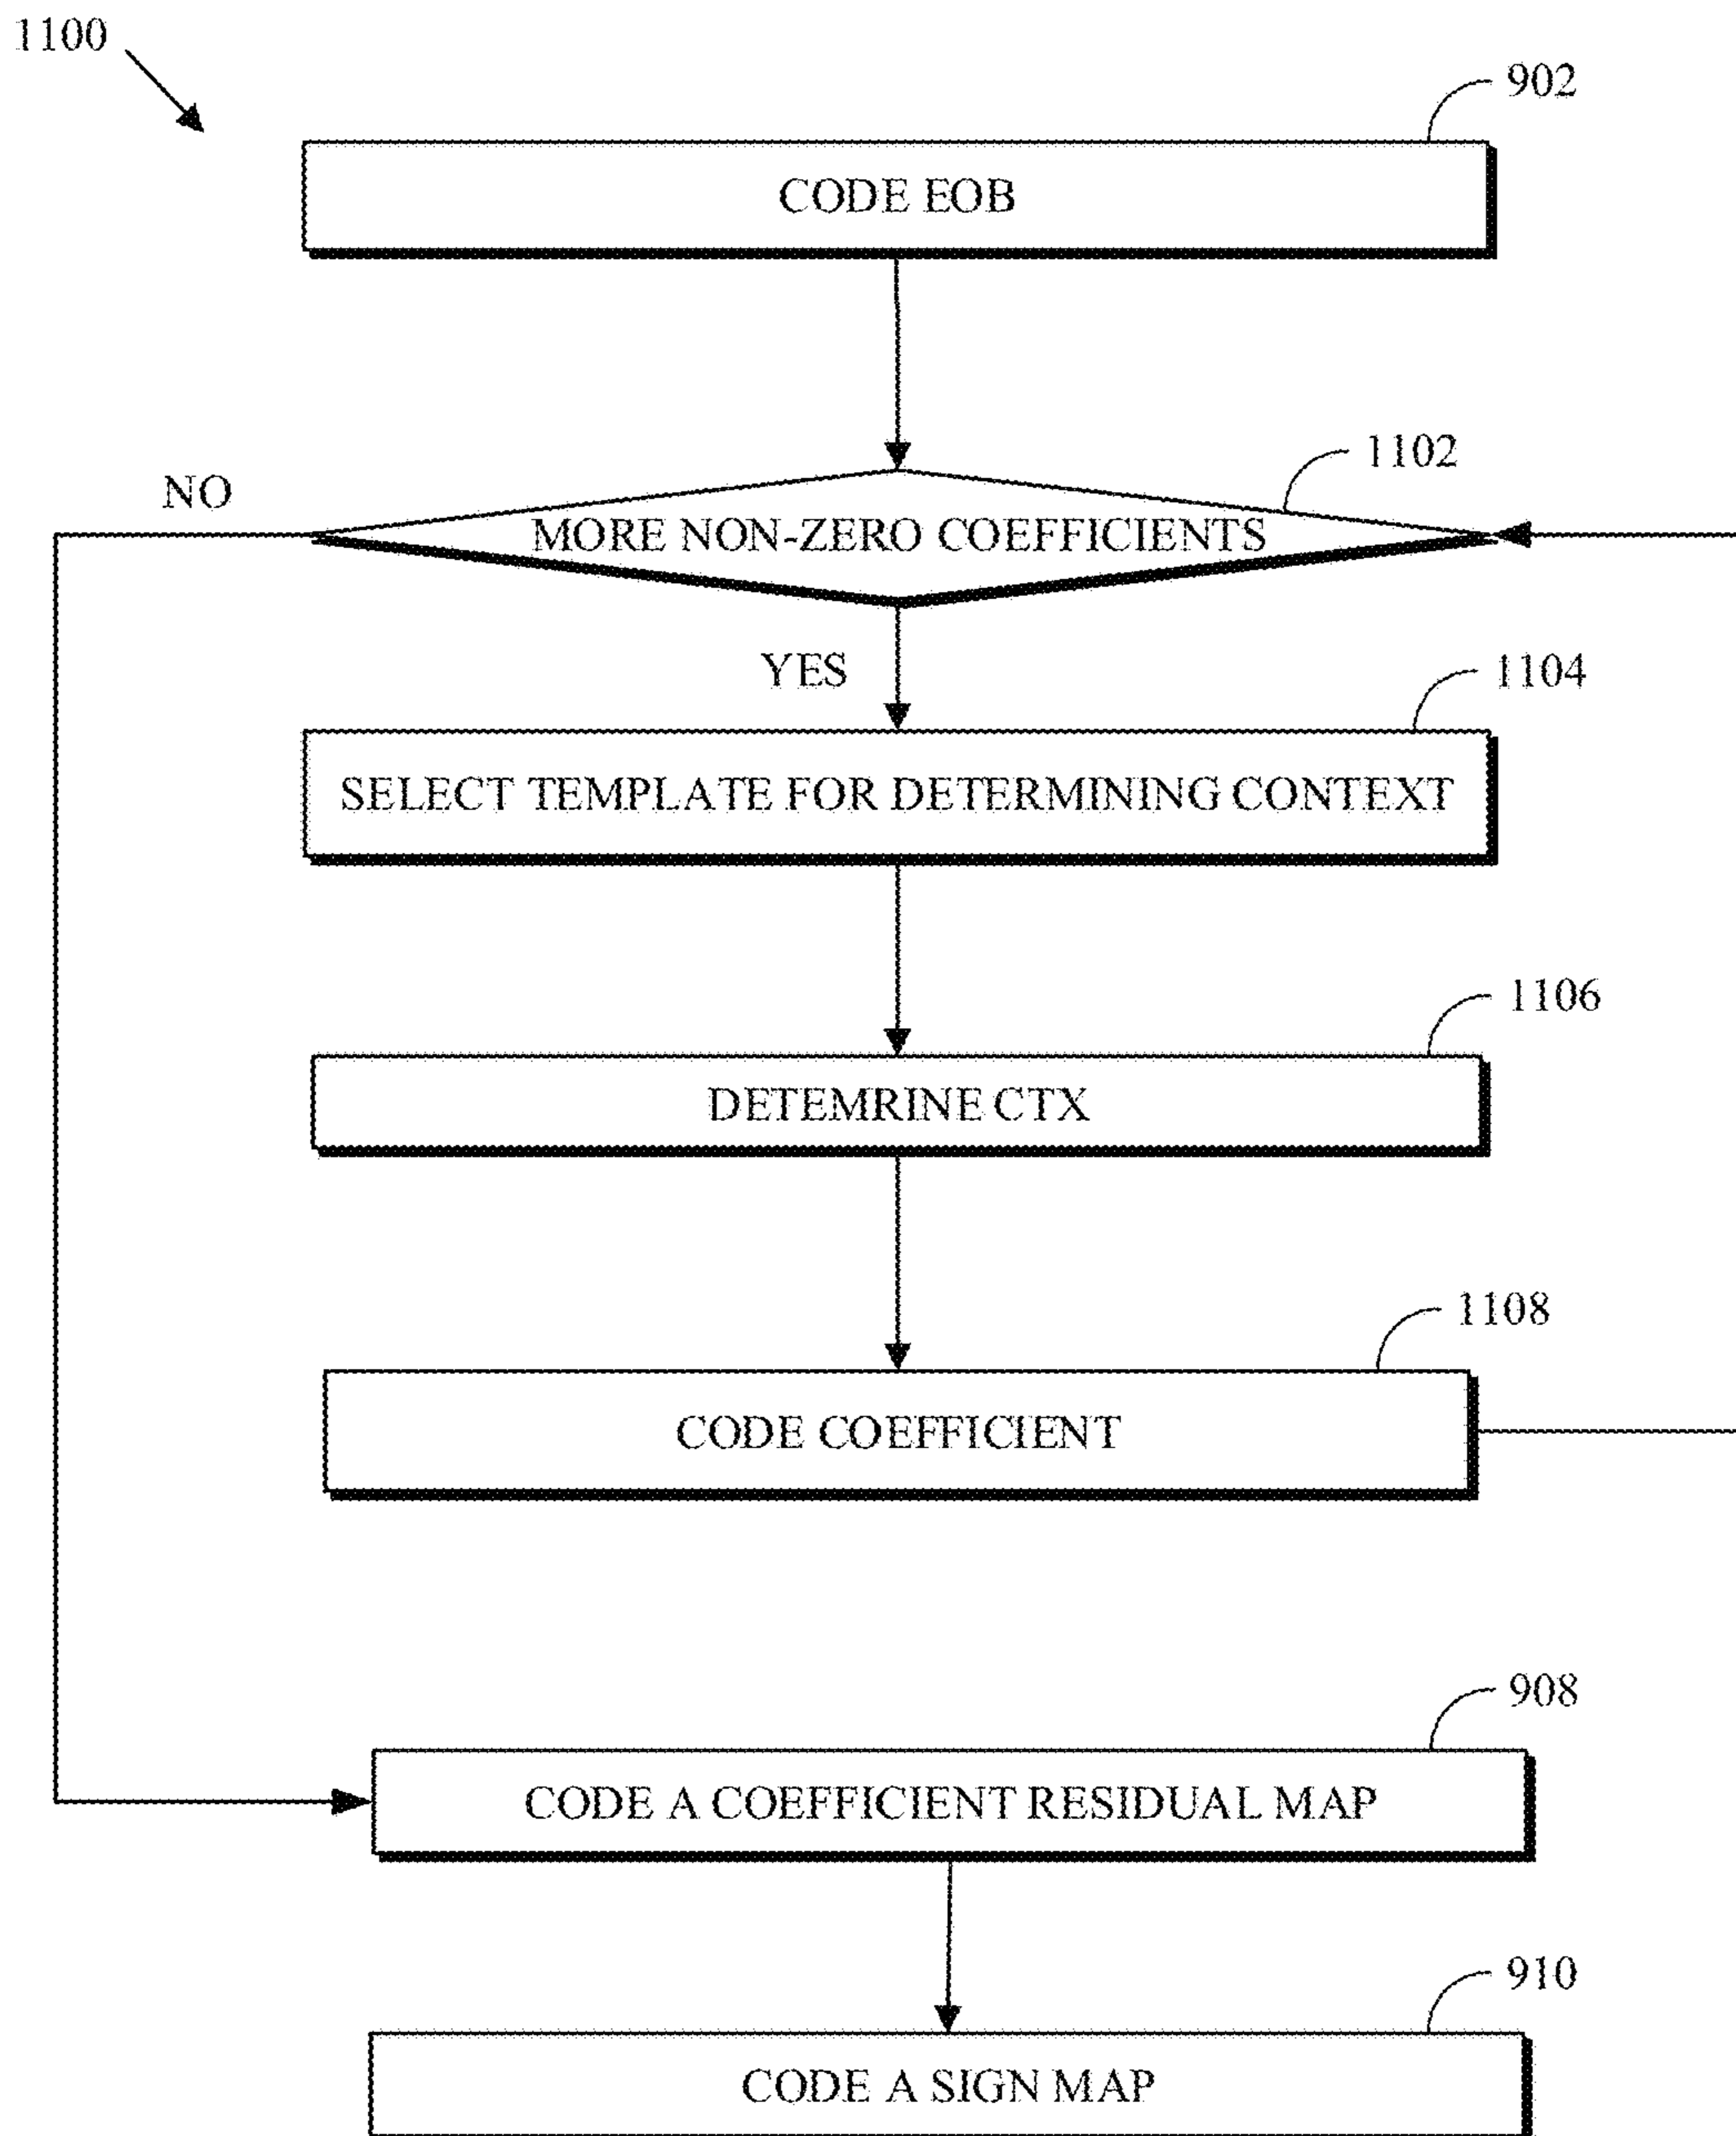 1100
902
CODE EOB
1102
NO
MORE NON-ZERO COEFFICIENTS
YES
1104
SELECT TEMPLATE FOR DETERMINING CONTEXT
1106
DETEMRINE CTX
1108
CODE COEFFICIENT
908
CODE A COEFFICIENT RESIDUAL MAP
910
CODE A SIGN MAP